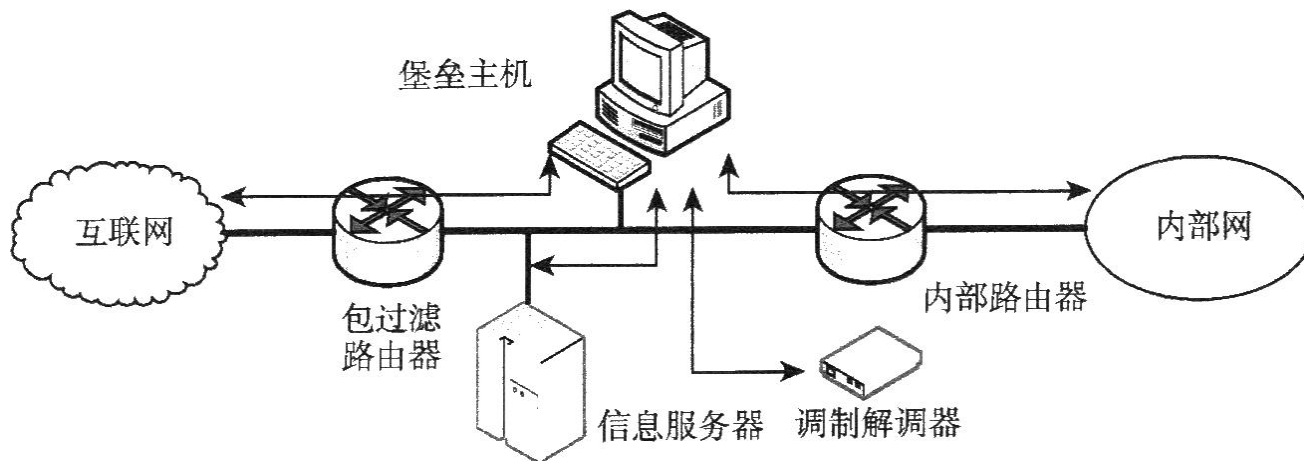 堡垒主机
互联网
内部网
包过滤
路由器
内部路由器
信息服务器
调制解调器